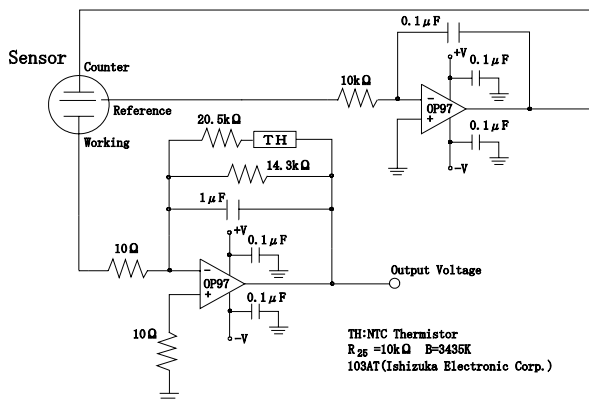 0.1μF
Sensor
Counter
+V
0.1μF
10kΩ
OP97
−
+
Reference
Working
20.5kΩ
TH
0.1μF
−V
14.3kΩ
1μF
+V
0.1μF
10Ω
−
OP97
+
Output Voltage
0.1μF
10Ω
−V
TH:NTC Thermistor
R25 =10kΩ B=3435K
103AT(Ishizuka Electronic Corp.)